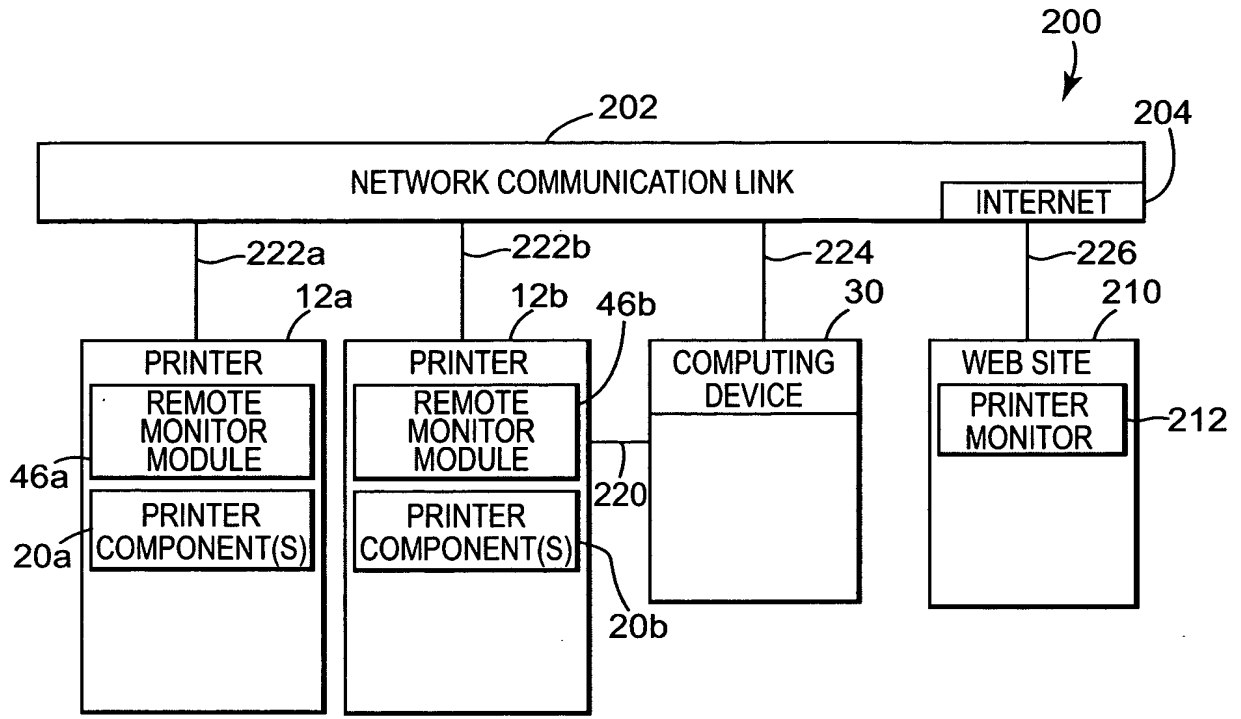 200
202
204
NETWORK COMMUNICATION LINK
INTERNET
222a
222b
224
226
12a
12b
46b
30
210
PRINTER
REMOTE
MONITOR
MODULE
46a
PRINTER
COMPONENT(S)
20a
PRINTER
REMOTE
MONITOR
MODULE
PRINTER
COMPONENT(S)
20b
220
COMPUTING
DEVICE
WEB SITE
PRINTER
MONITOR
212